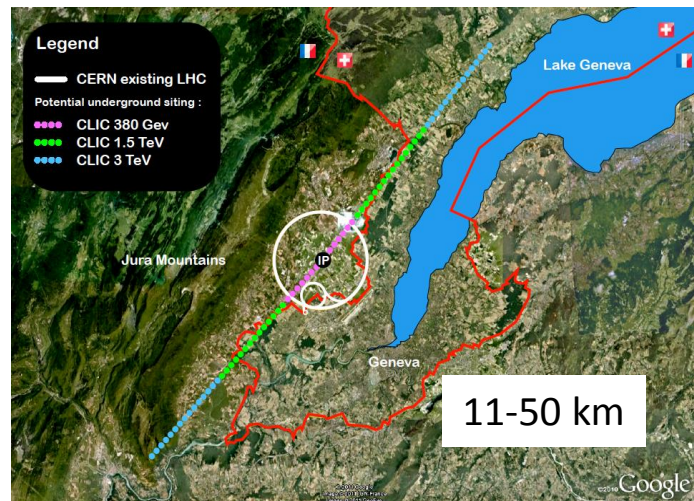 Legend
CERN existing LHC
Potential underground siting :
CLIC 380 Gev
CLIC 1.5 TeV
CLIC 3 TeV
Lake Geneva
Jura Mountains
IP
Geneva
11-50 km
©2010 Google